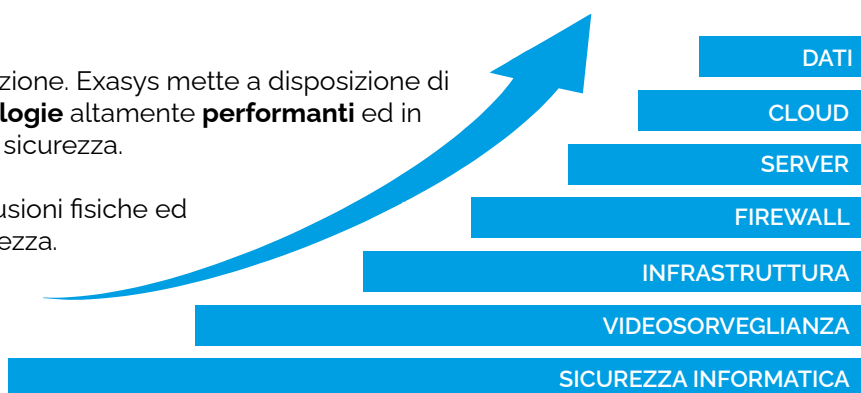 zione. Exasys mette a disposizione di
logie altamente performanti ed in
sicurezza.
usioni fisiche ed
ezza.
DATI
CLOUD
SERVER
FIREWALL
INFRASTRUTTURA
VIDEOSORVEGLIANZA
SICUREZZA INFORMATICA